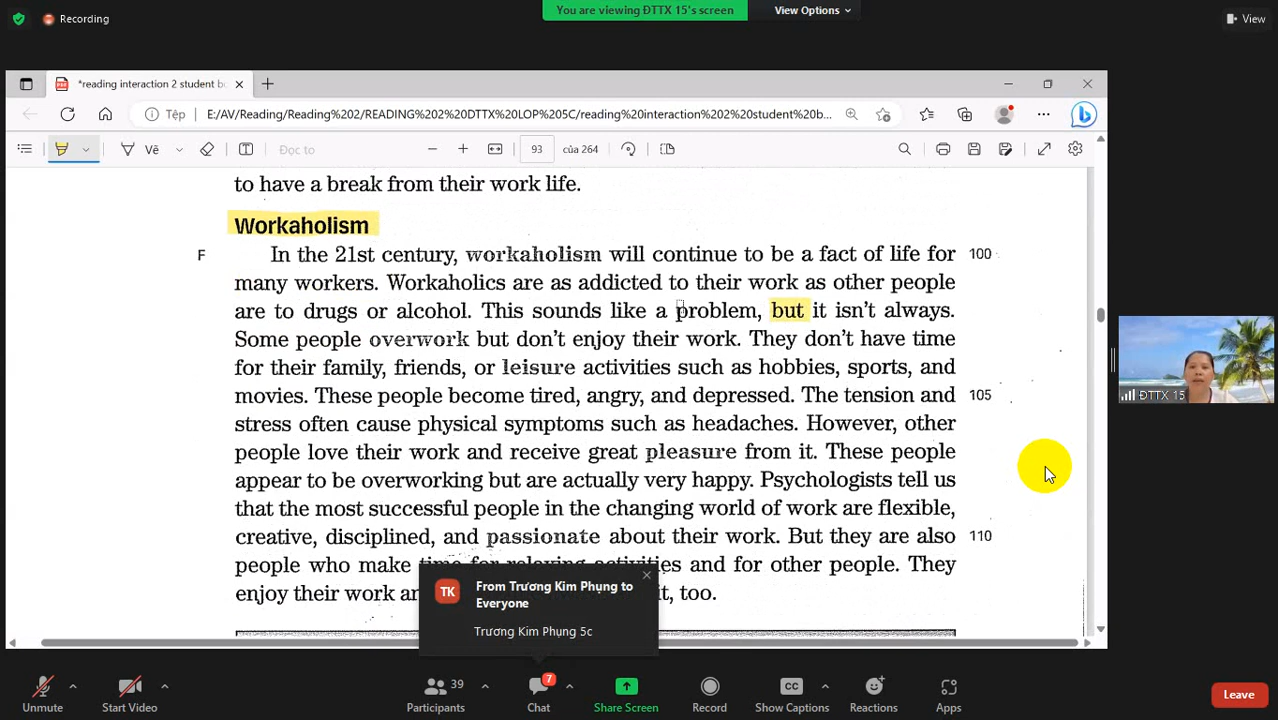 Recording
You are viewing ĐTTX 15's screen
View Options
View
*reading interaction 2 student b
Tệp
E:/AV/Reading/Reading%202/READING%202%20DTTX%20LOP%205C/reading%20interaction%202%20student%20b...
Vẽ
Đọc to
93
của 264
to have a break from their work life.
Workaholism
F In the 21st century, workaholism will continue to be a fact of life for 100
many workers. Workaholics are as addicted to their work as other people
are to drugs or alcohol. This sounds like a problem, but it isn't always.
Some people overwork but don't enjoy their work. They don't have time
for their family, friends, or leisure activities such as hobbies, sports, and
movies. These people become tired, angry, and depressed. The tension and 105
stress often cause physical symptoms such as headaches. However, other
people love their work and receive great pleasure from it. These people
appear to be overworking but are actually very happy. Psychologists tell us
that the most successful people in the changing world of work are flexible,
creative, disciplined, and passionate about their work. But they are also 110
people who make time for relaxing activities and for other people. They
enjoy their work an it, too.
TK
From Trương Kim Phụng to
Everyone
Trương Kim Phụng 5c
ĐTTX 15
Unmute
Start Video
39
Participants
7
Chat
Share Screen
Record
CC
Show Captions
Reactions
Apps
Leave